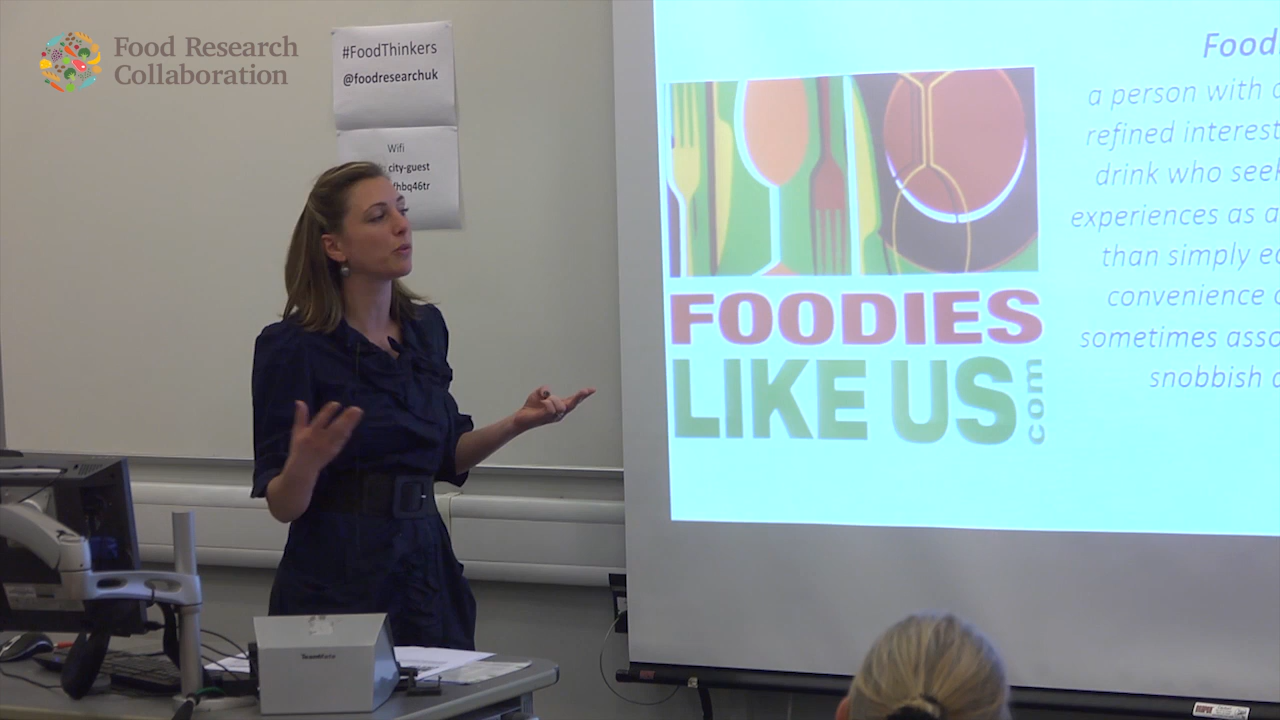 Food Research
Collaboration
#FoodThinkers
@foodresearchuk
Wifi
city-guest
fhbq46tr
FOODIES
LIKE US
com
Food
a person with
refined interest
drink who seek
experiences as a
than simply
convenience
sometimes
snobbish